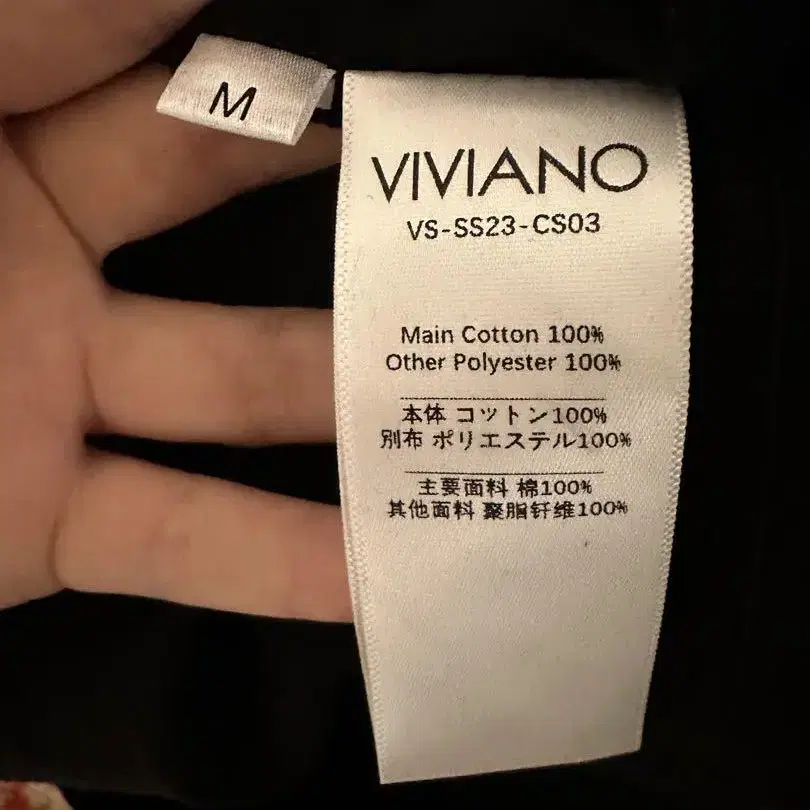 M
VIVIANO
VS-SS23-CS03
Main Cotton 100%
Other Polyester 100%
本体 コットン100%
別布 ポリエステル100%
主要面料 棉100%
其他面料 聚脂钎维100%